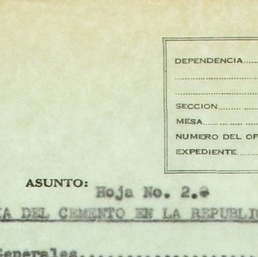 DEPENDENCIA.....
SECCION.........
MESA............
NUMERO DEL OF
EXPEDIENTE......
ASUNTO: Hoja No. 2.
DEL CEMENTO EN LA REPUBLIC
Generales....................